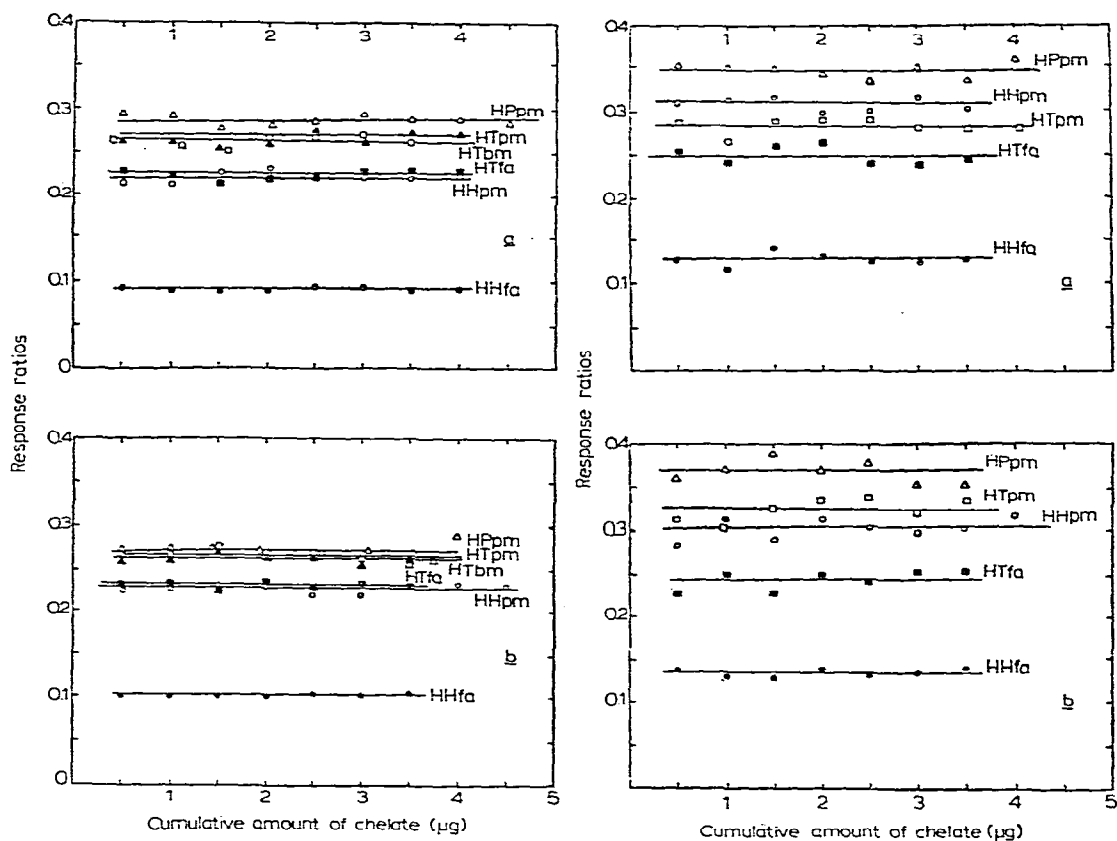 0.4
1 2 3 4
HPpm
0.3
HTpm
HTbm
HTfa
0.2
HHpm
a
0.1
HHfa
0
0.4
0.3
HPpm
HTpm
HTbm
HTfa
0.2
HHpm
b
0.1
HHfa
0
1 2 3 4 5
Response ratios
Cumulative amount of chelate (µg)
0.4
1 2 3 4
HPpm
HHpm
0.3
HTpm
HTfa
0.2
HHfa
0.1
a
0
0.4
HPpm
HTpm
HHpm
0.3
HTfa
0.2
HHfa
0.1
b
0
1 2 3 4 5
Response ratios
Cumulative amount of chelate (µg)